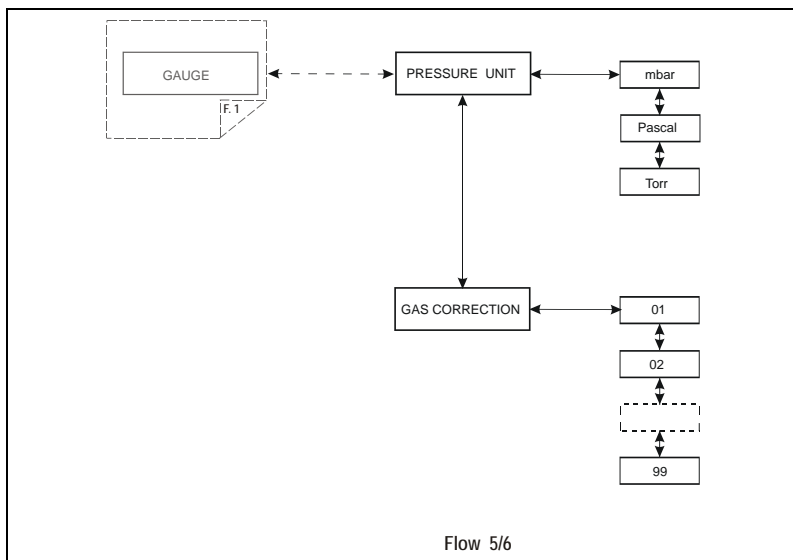 GAUGE
F. 1
PRESSURE UNIT
mbar
Pascal
Torr
GAS CORRECTION
01
02
99
Flow 5/6